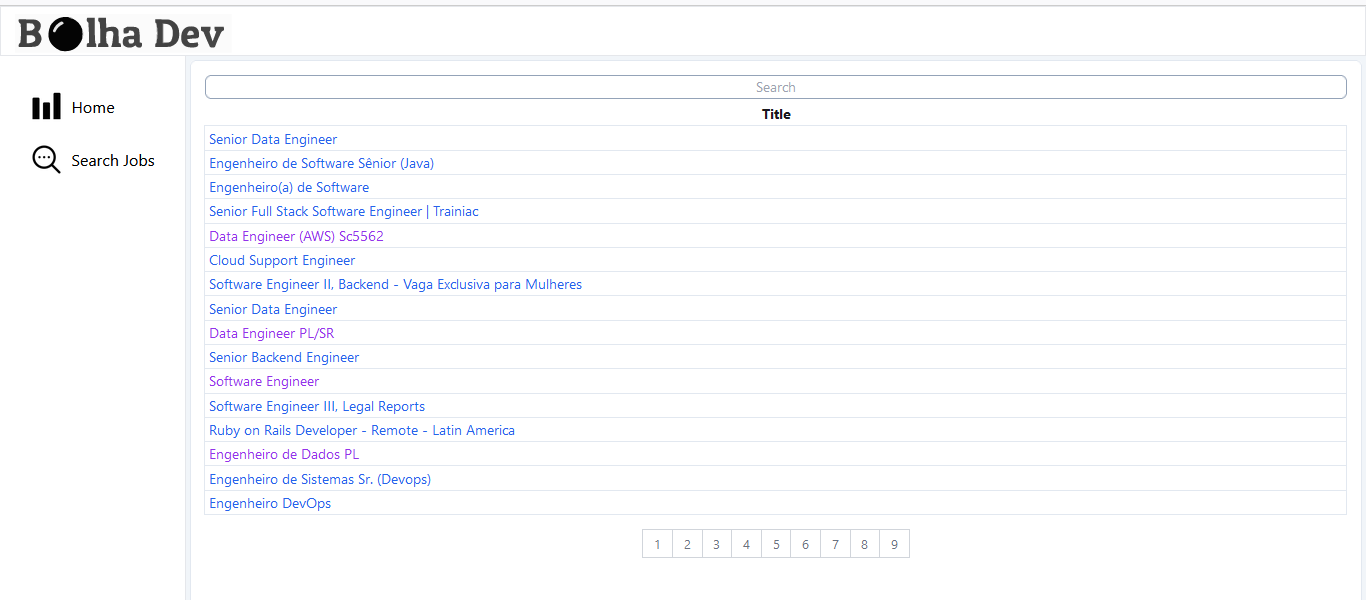 Bolha Dev
Home
Search Jobs
Search
Title
Senior Data Engineer
Engenheiro de Software Sênior (Java)
Engenheiro(a) de Software
Senior Full Stack Software Engineer | Trainiac
Data Engineer (AWS) Sc5562
Cloud Support Engineer
Software Engineer II, Backend - Vaga Exclusiva para Mulheres
Senior Data Engineer
Data Engineer PL/SR
Senior Backend Engineer
Software Engineer
Software Engineer III, Legal Reports
Ruby on Rails Developer - Remote - Latin America
Engenheiro de Dados PL
Engenheiro de Sistemas Sr. (Devops)
Engenheiro DevOps
1 2 3 4 5 6 7 8 9